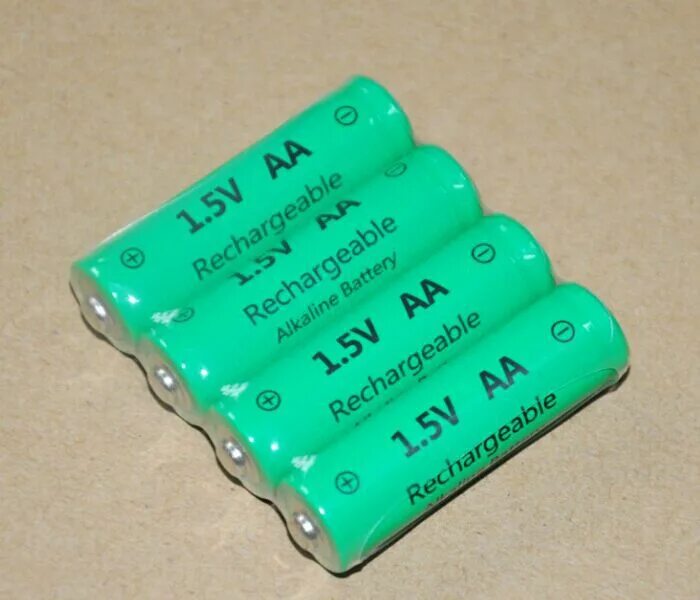 ⊖
1.5V AA
⊕
Rechargeable
⊖
1.5V AA
⊕
Rechargeable
Alkaline Battery
⊖
1.5V AA
⊕
Rechargeable
⊖
1.5V AA
⊕
Rechargeable